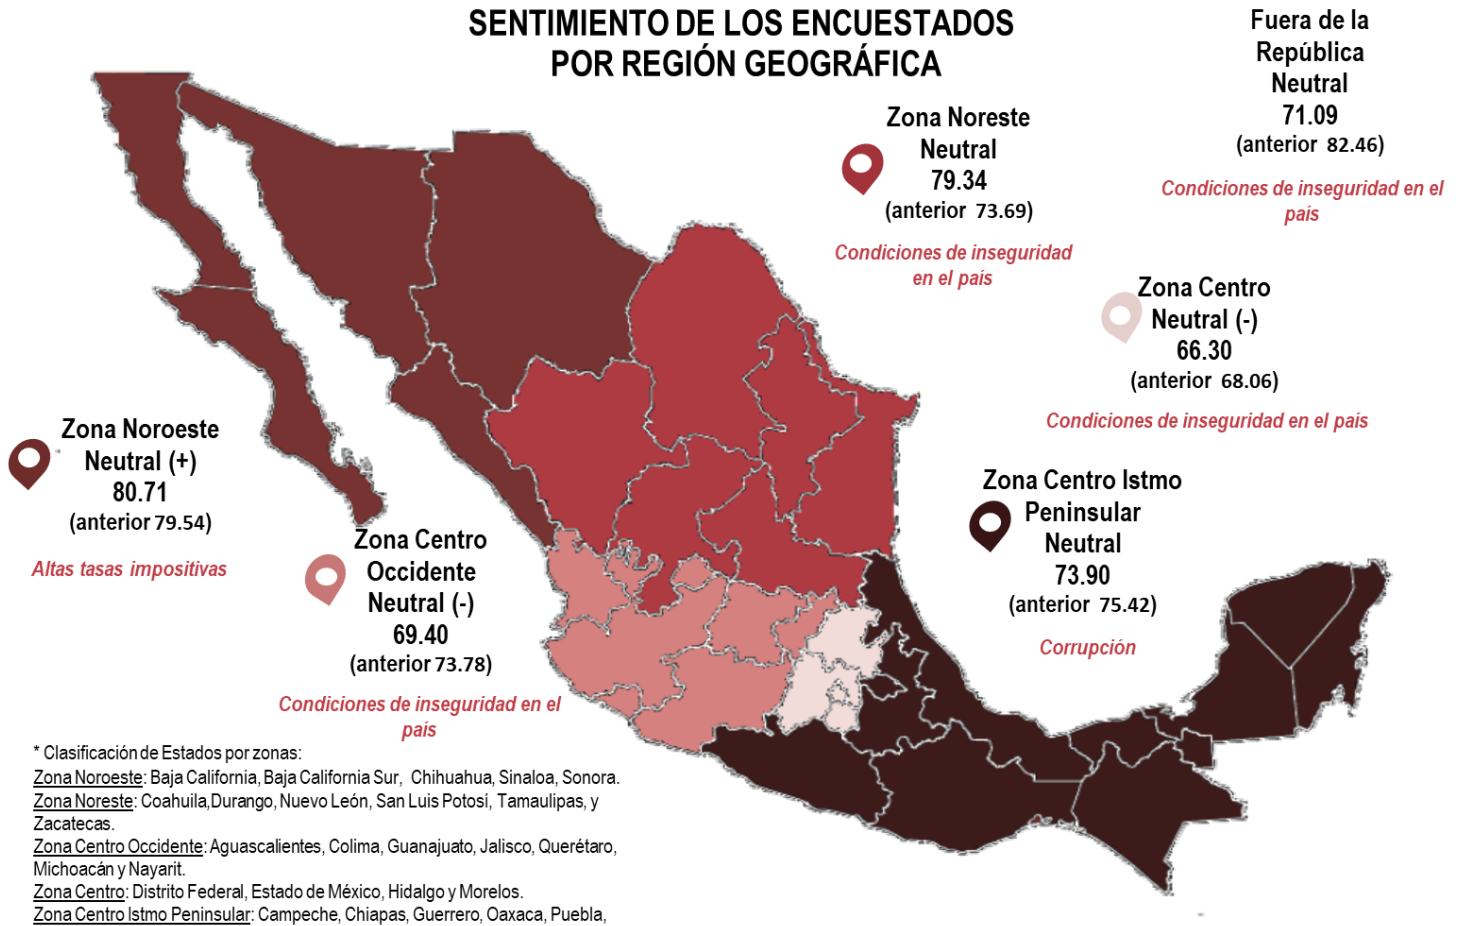 SENTIMIENTO DE LOS ENCUESTADOS
POR REGIÓN GEOGRÁFICA
Fuera de la
República
Neutral
71.09
(anterior 82.46)
Condiciones de inseguridad en el
país
Zona Noreste
Neutral
79.34
(anterior 73.69)
Condiciones de inseguridad
en el país
Zona Centro
Neutral (-)
66.30
(anterior 68.06)
Condiciones de inseguridad en el país
Zona Noroeste
Neutral (+)
80.71
(anterior 79.54)
Altas tasas impositivas
Zona Centro Istmo
Peninsular
Neutral
73.90
(anterior 75.42)
Corrupción
Zona Centro
Occidente
Neutral (-)
69.40
(anterior 73.78)
Condiciones de inseguridad en el
país
* Clasificación de Estados por zonas:
Zona Noroeste: Baja California, Baja California Sur, Chihuahua, Sinaloa, Sonora.
Zona Noreste: Coahuila,Durango, Nuevo León, San Luis Potosí, Tamaulipas, y
Zacatecas.
Zona Centro Occidente: Aguascalientes, Colima, Guanajuato, Jalisco, Querétaro,
Michoacán y Nayarit.
Zona Centro: Distrito Federal, Estado de México, Hidalgo y Morelos.
Zona Centro Istmo Peninsular: Campeche, Chiapas, Guerrero, Oaxaca, Puebla,